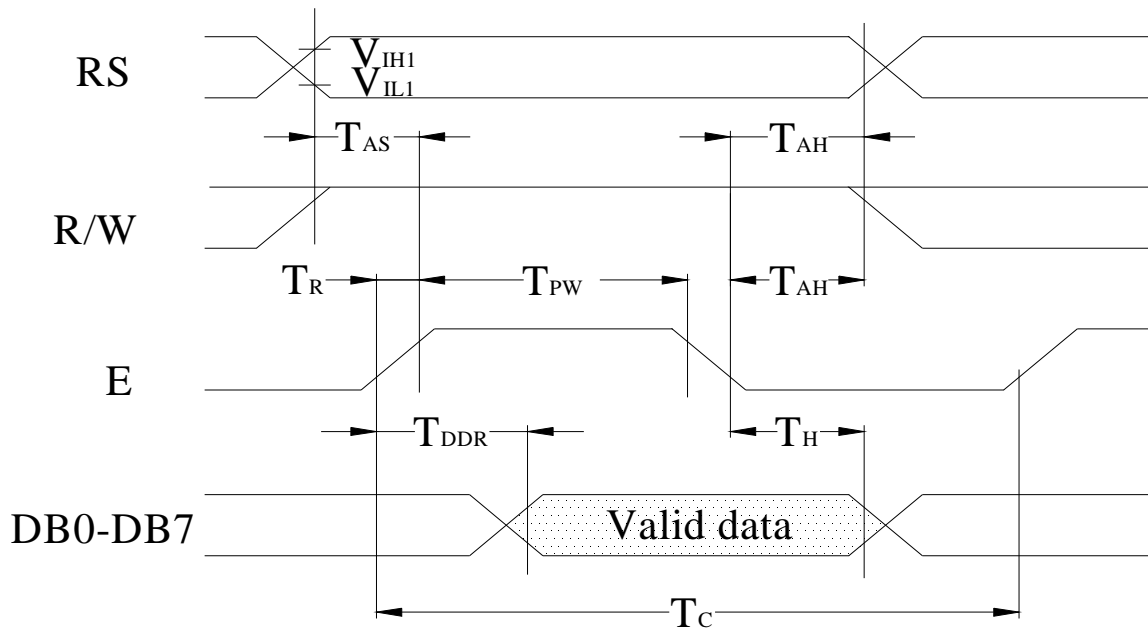 RS
VIH1
VIL1
TAS
TAH
R/W
TR
TPW
TAH
E
TDDR
TH
DB0-DB7
Valid data
TC